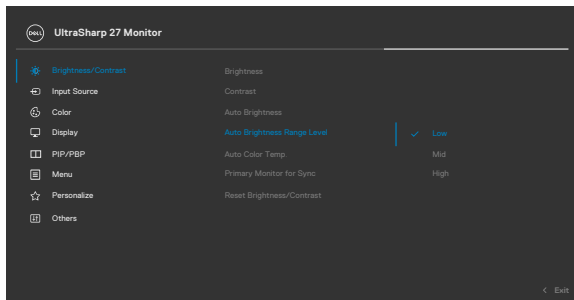 DELL
UltraSharp 27 Monitor
Brightness/Contrast
Input Source
Color
Display
PIP/PBP
Menu
Personalize
Others
Brightness
Contrast
Auto Brightness
Auto Brightness Range Level
Auto Color Temp
Primary Monitor for Sync
Reset Brightness/Contrast
Low
Mid
High
Exit